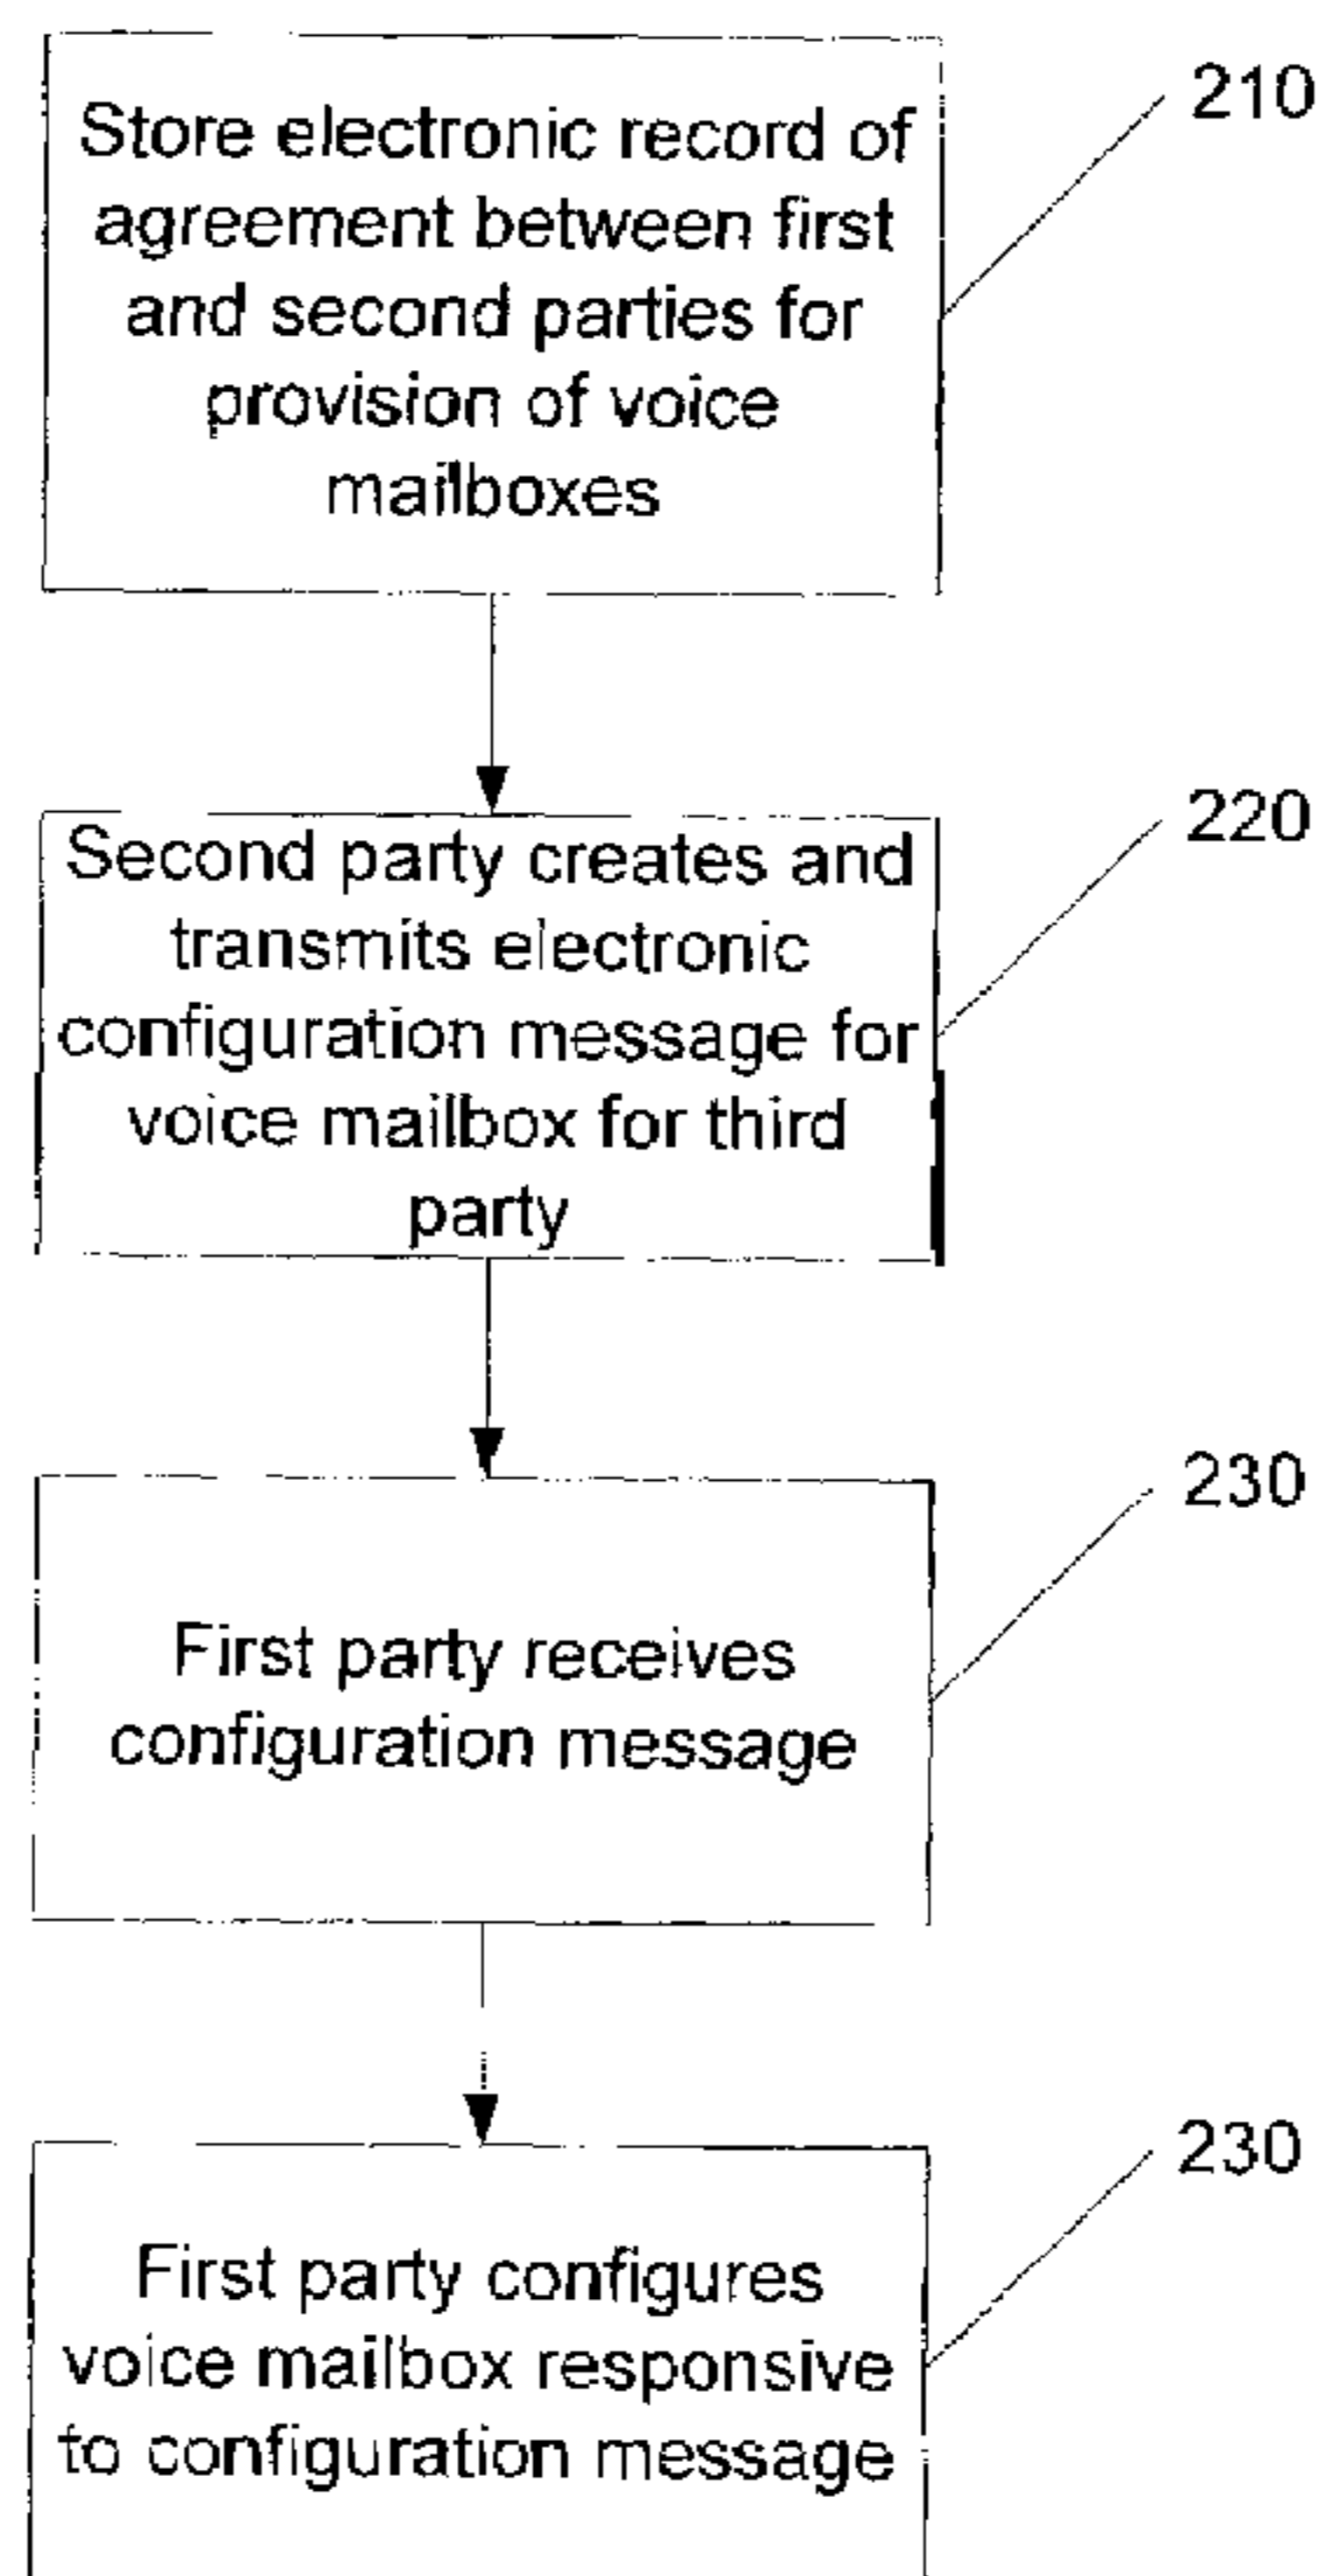 Store electronic record of
agreement between first
and second parties for
provision of voice
mailboxes
210
Second party creates and
transmits electronic
configuration message for
voice mailbox for third
party
220
First party receives
configuration message
230
First party configures
voice mailbox responsive
to configuration message
230